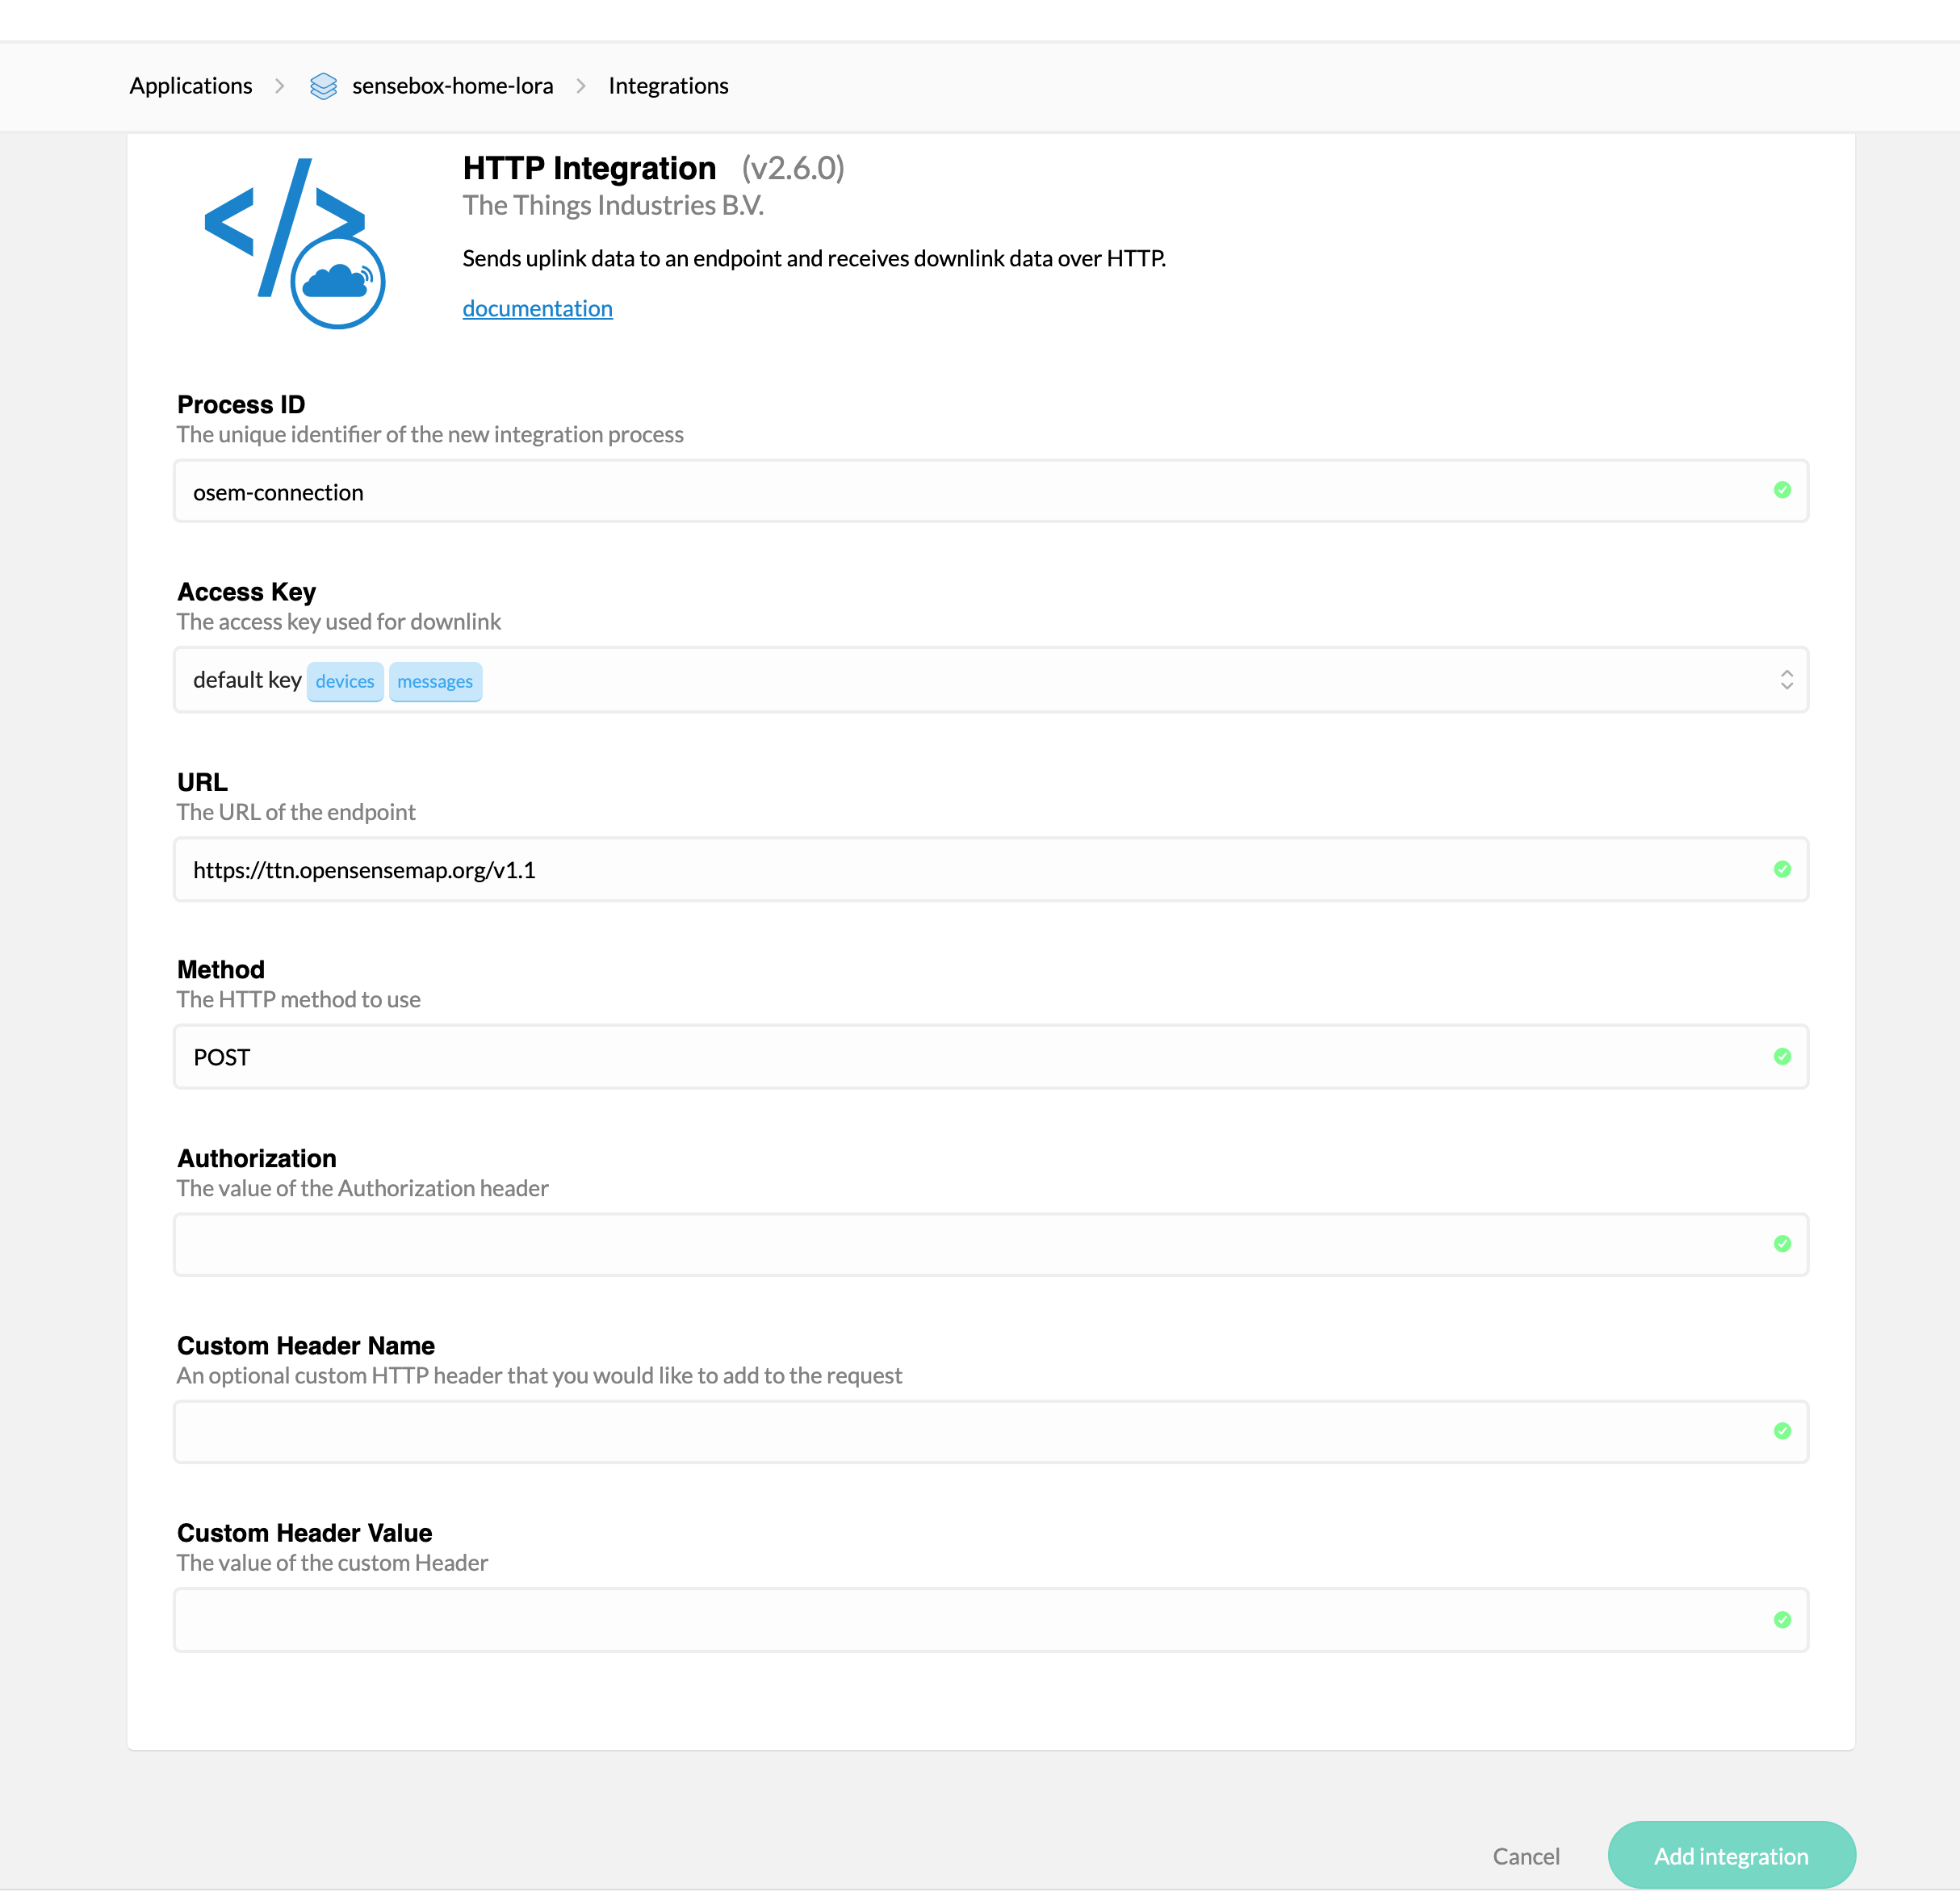 Applications > sensebox-home-lora > Integrations
HTTP Integration (v2.6.0)
The Things Industries B.V.
Sends uplink data to an endpoint and receives downlink data over HTTP.
documentation
Process ID
The unique identifier of the new integration process
osem-connection
Access Key
The access key used for downlink
default key devices messages
URL
The URL of the endpoint
https://ttn.opensensemap.org/v1.1
Method
The HTTP method to use
POST
Authorization
The value of the Authorization header
Custom Header Name
An optional custom HTTP header that you would like to add to the request
Custom Header Value
The value of the custom Header
Cancel Add integration